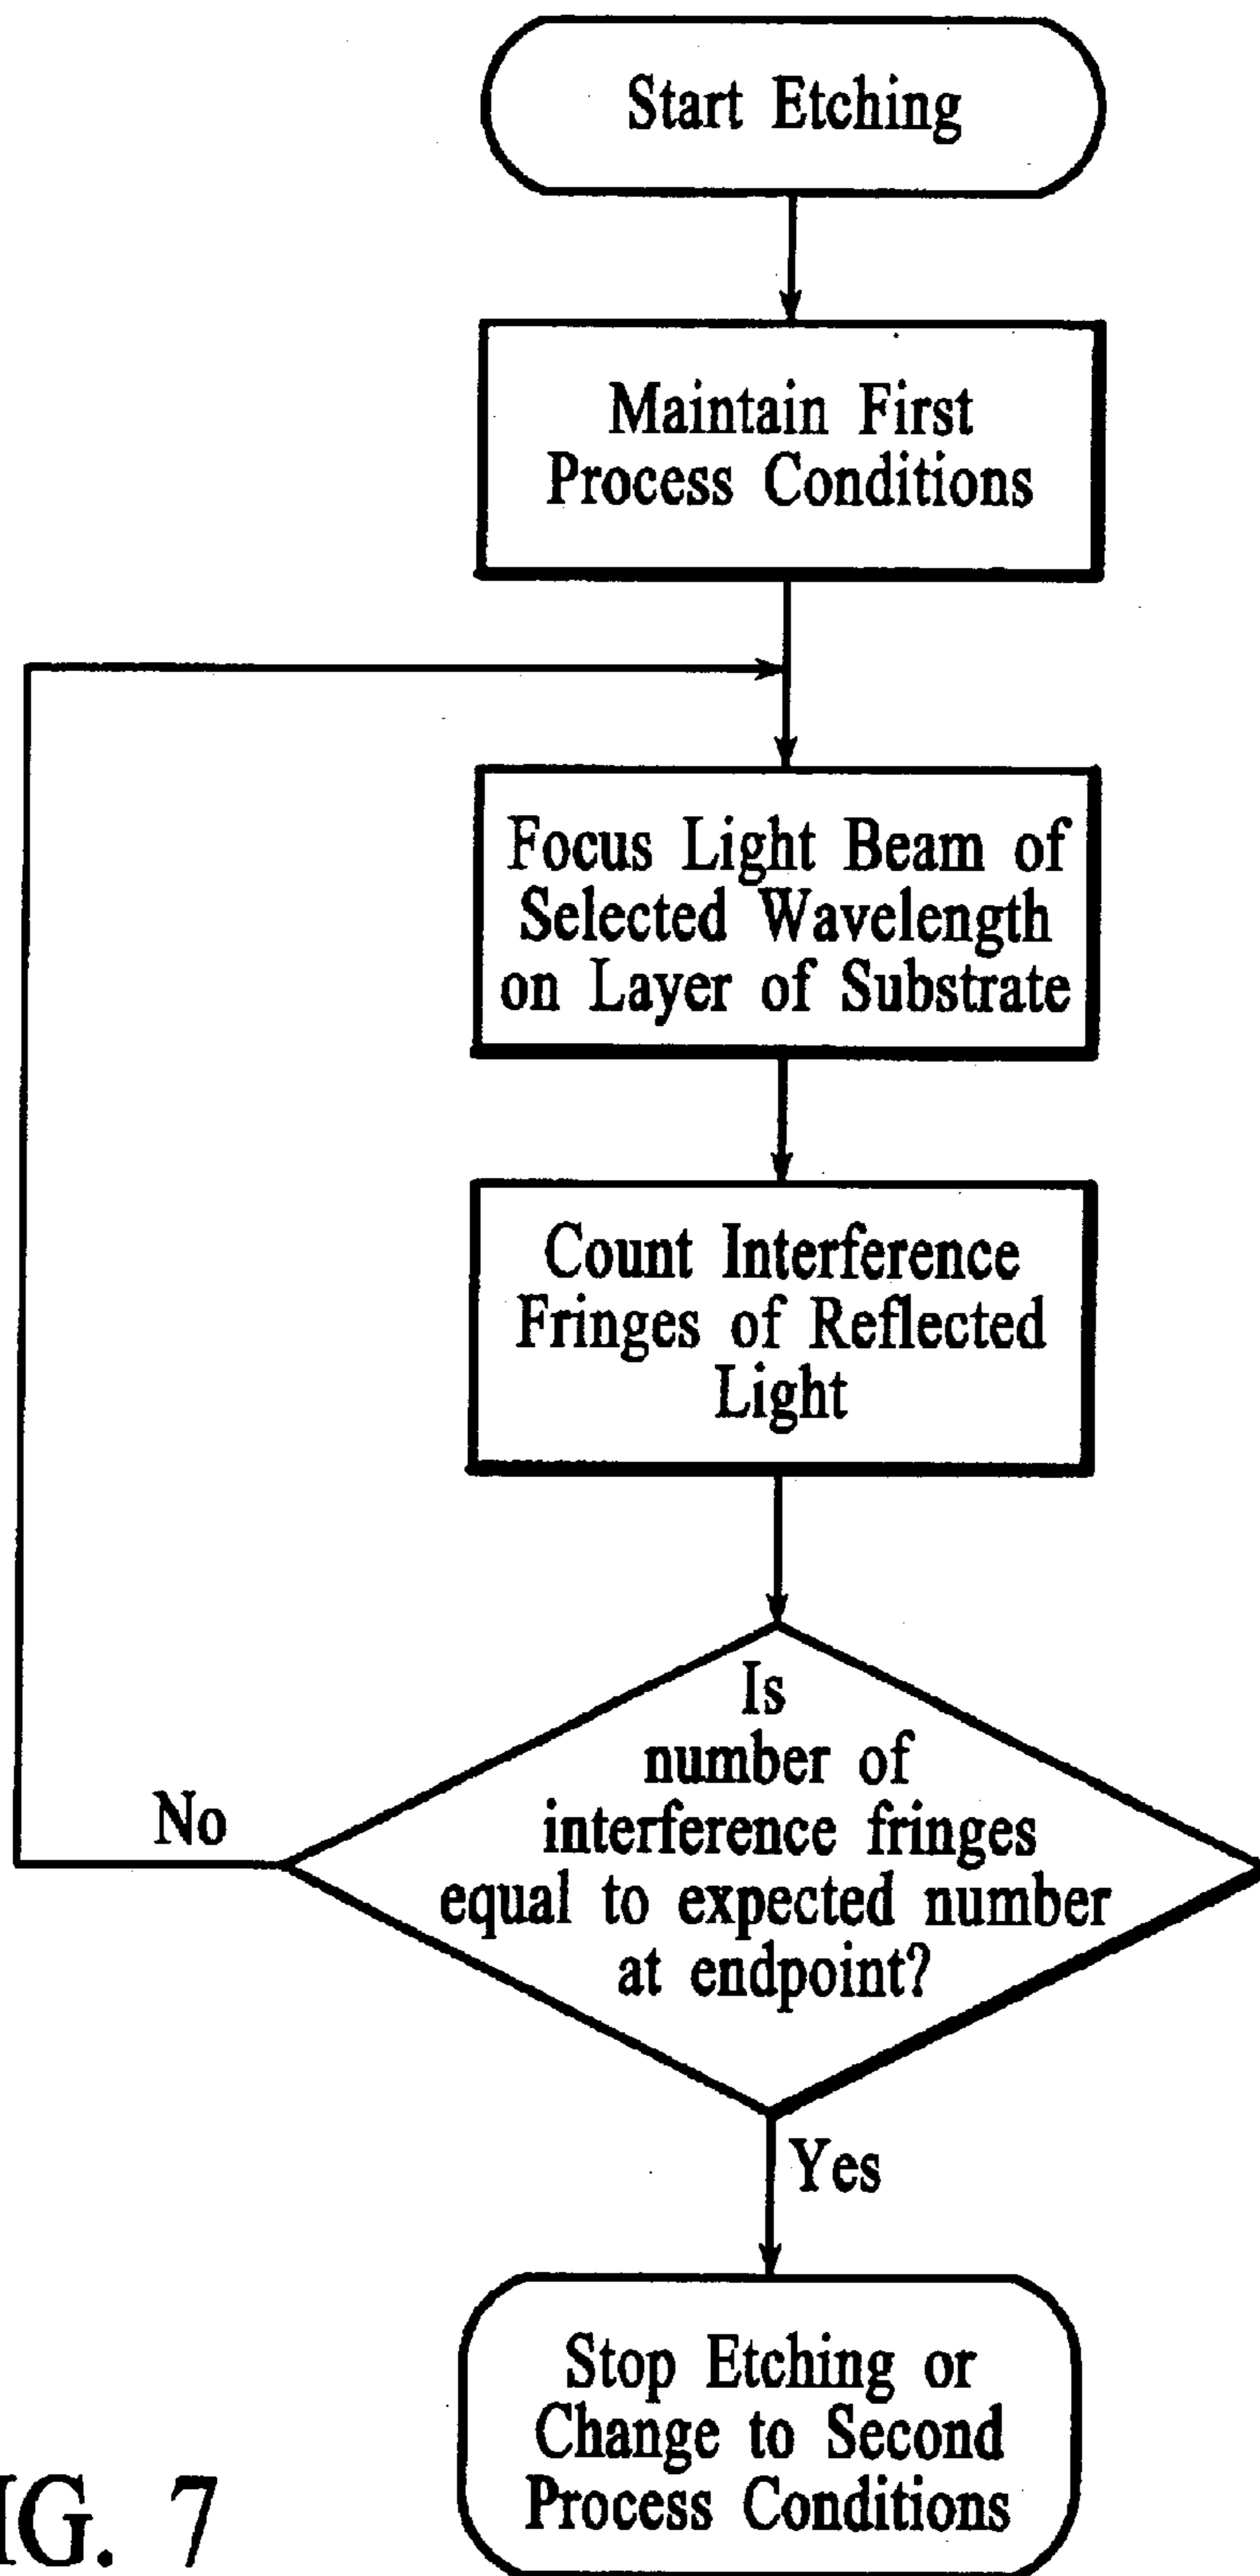 Start Etching
Maintain First
Process Conditions
Focus Light Beam of
Selected Wavelength
on Layer of Substrate
Count Interference
Fringes of Reflected
Light
Is
number of
interference fringes
equal to expected number
at endpoint?
No
Yes
Stop Etching or
Change to Second
Process Conditions
IG. 7